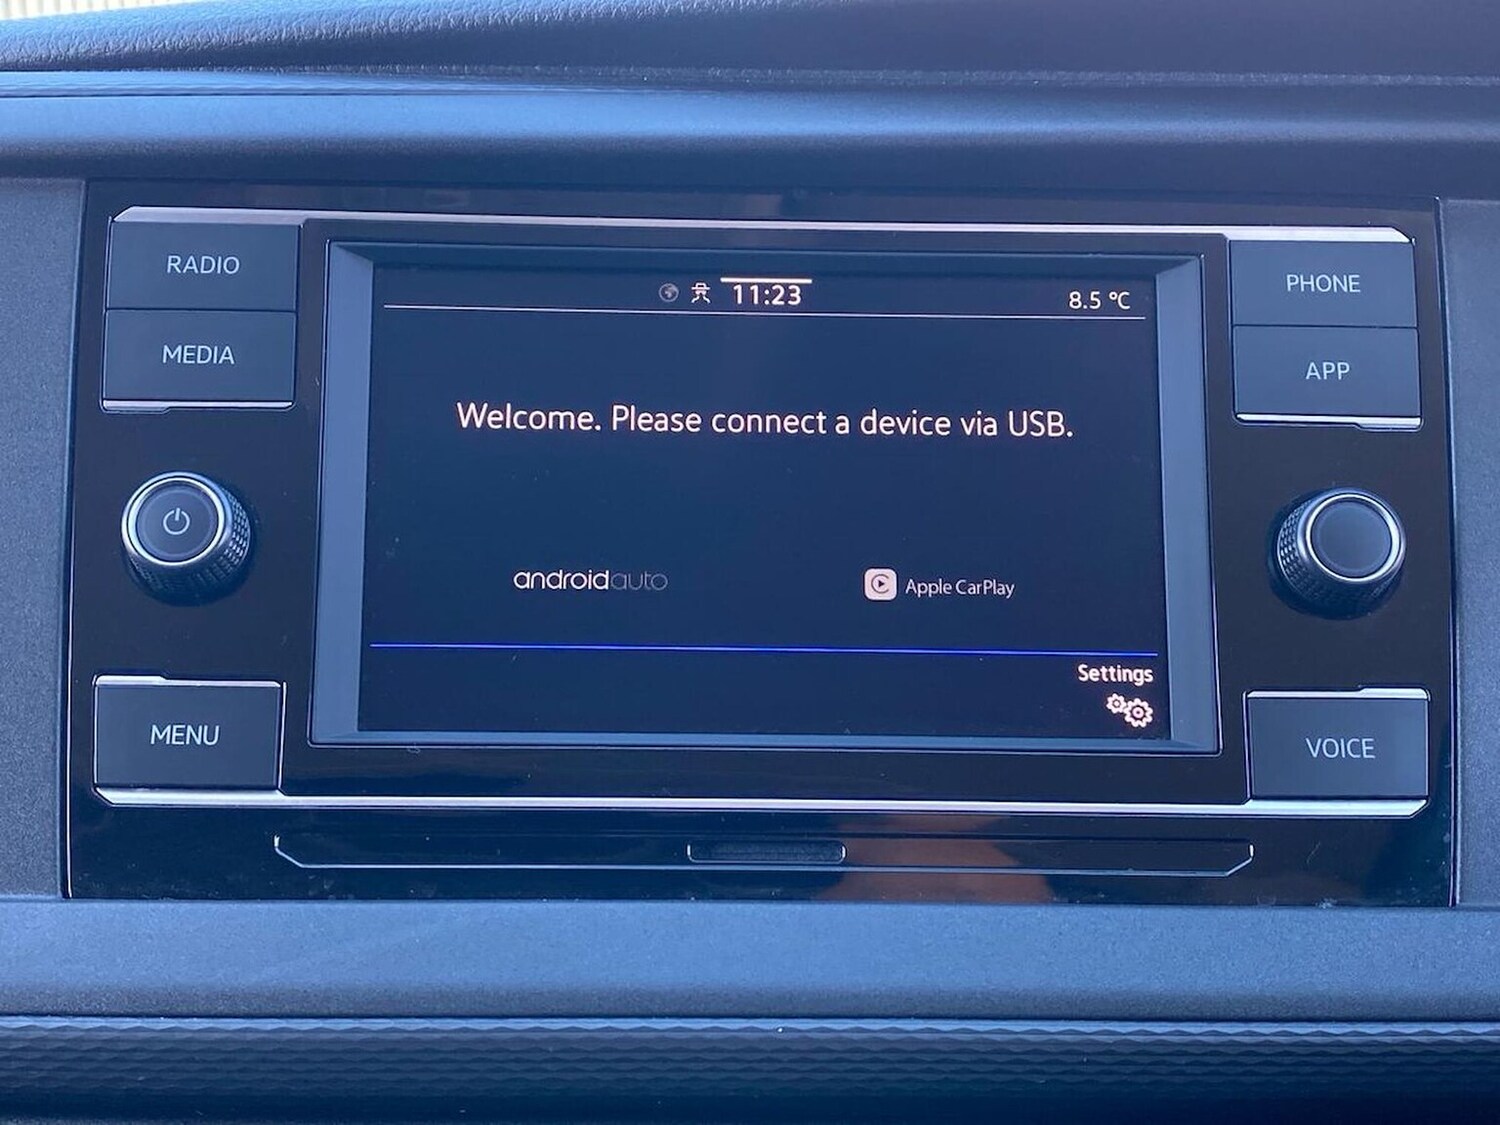 RADIO
MEDIA
11:23
8.5 °C
PHONE
APP
Welcome. Please connect a device via USB.
androidauto
Apple CarPlay
Settings
MENU
VOICE